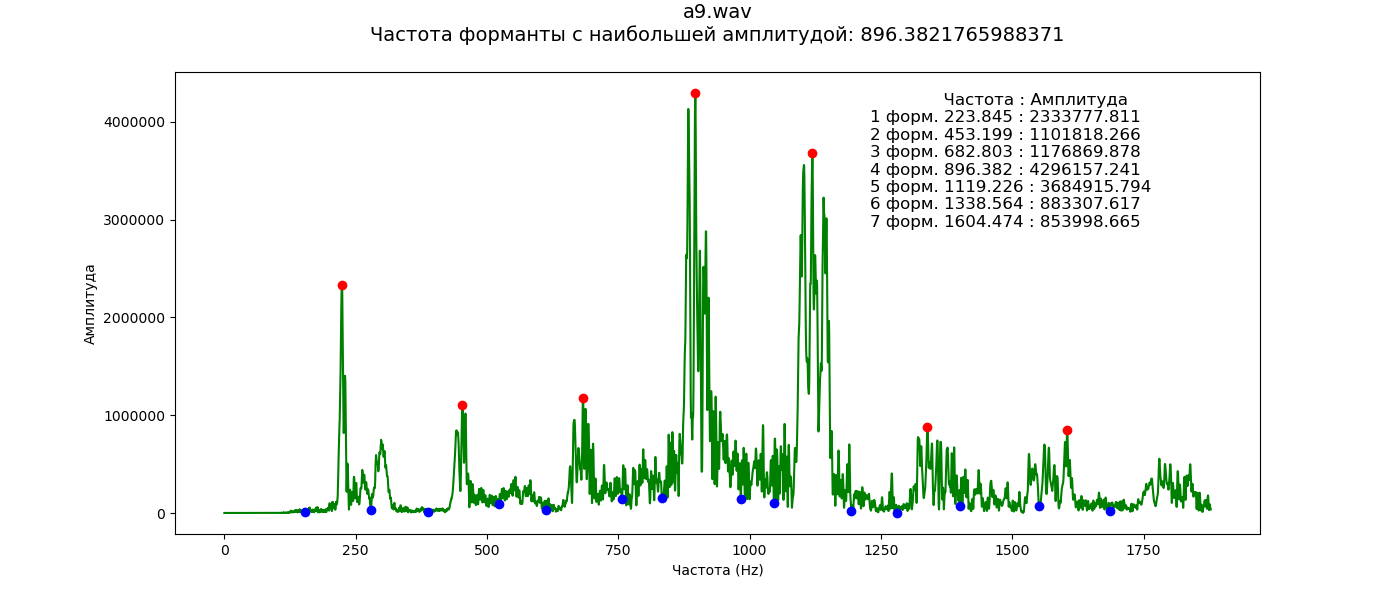 a9.wav
Частота форманты с наибольшей амплитудой: 896.3821765988371
Частота : Амплитуда
1 форм. 223.845 : 2333777.811
2 форм. 453.199 : 1101818.266
3 форм. 682.803 : 1176869.878
4 форм. 896.382 : 4296157.241
5 форм. 1119.226 : 3684915.794
6 форм. 1338.564 : 883307.617
7 форм. 1604.474 : 853998.665
Амплитуда
4000000
3000000
2000000
1000000
0
0 250 500 750 1000 1250 1500 1750
Частота (Hz)